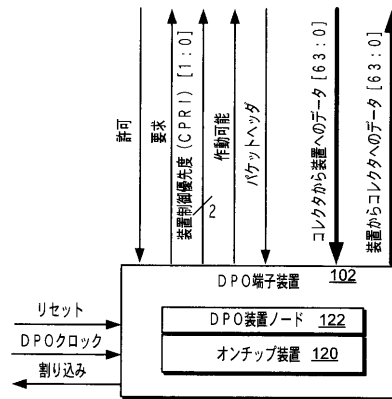 許可
要求
装置制御優先度(CPRI) [1:0]
2
作動可能
パケットヘッダ
コレクタから装置へのデータ [63:0]
装置からコレクタへのデータ [63:0]
DPO端子装置 102
リセット
DPOクロック
割り込み
DPO装置ノード 122
オンチップ装置 120